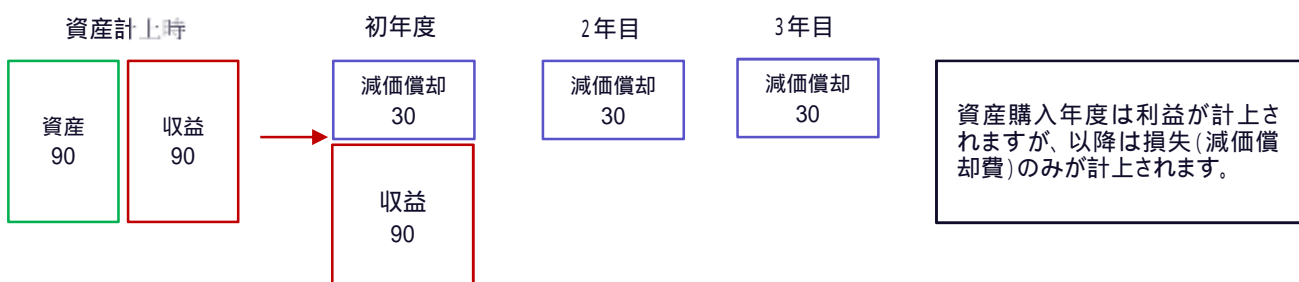 資産計上時
初年度
2年目
3年目
資産
90
収益
90
減価償却
30
収益
90
減価償却
30
減価償却
30
資産購入年度は利益が計上さ
れますが、以降は損失(減価償
却費)のみが計上されます。